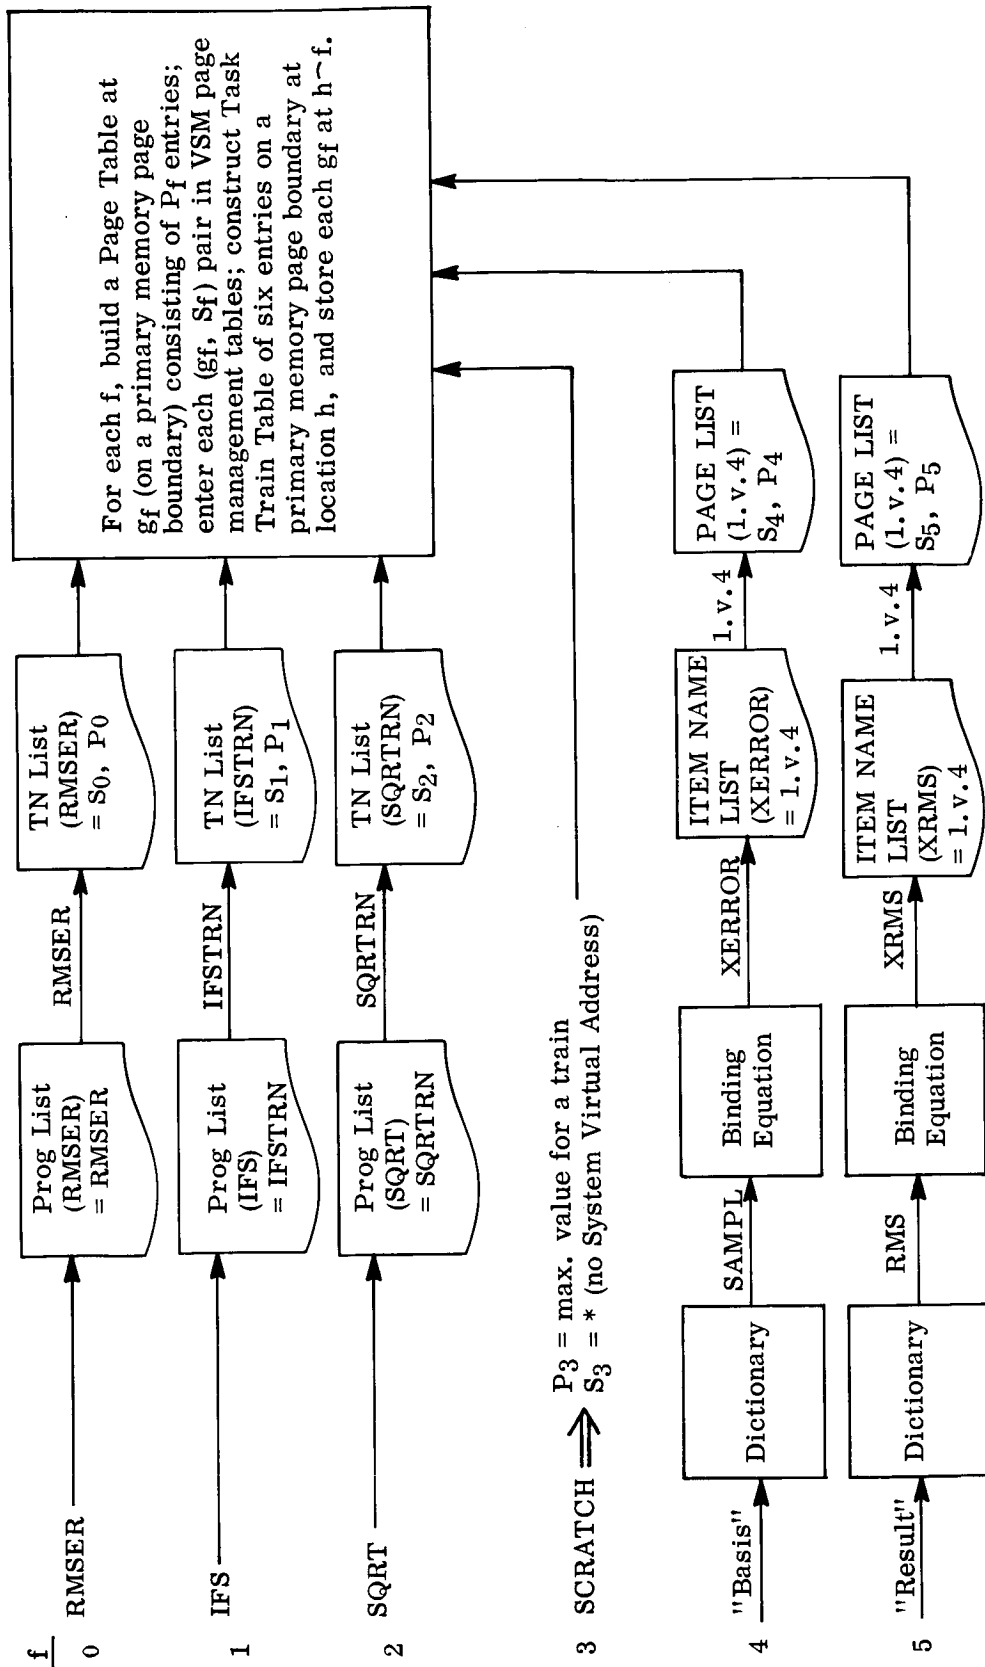 f
0
RMSER
Prog List
(RMSER)
= RMSER
RMSER
TN List
(RMSER)
= S0, P0
1
IFS
Prog List
(IFS)
= IFSTRN
IFSTRN
TN List
(IFSTRN)
= S1, P1
2
SQRT
Prog List
(SQRT)
= SQRTRN
SQRTRN
TN List
(SQRTRN)
= S2, P2
For each f, build a Page Table at
gf (on a primary memory page
boundary) consisting of Pf entries;
enter each (gf, Sf) pair in VSM page
management tables; construct Task
Train Table of six entries on a
primary memory page boundary at
location h, and store each gf at h⌢f.
3
SCRATCH ⇒
P3 = max. value for a train
S3 = * (no System Virtual Address)
4
"Basis"
Dictionary
SAMPL
Binding
Equation
XERROR
ITEM NAME
LIST
(XERROR)
= 1.v.4
1.v.4
PAGE LIST
(1.v.4) =
S4, P4
5
"Result"
Dictionary
RMS
Binding
Equation
XRMS
ITEM NAME
LIST
(XRMS)
= 1.v.4
1.v.4
PAGE LIST
(1.v.4) =
S5, P5